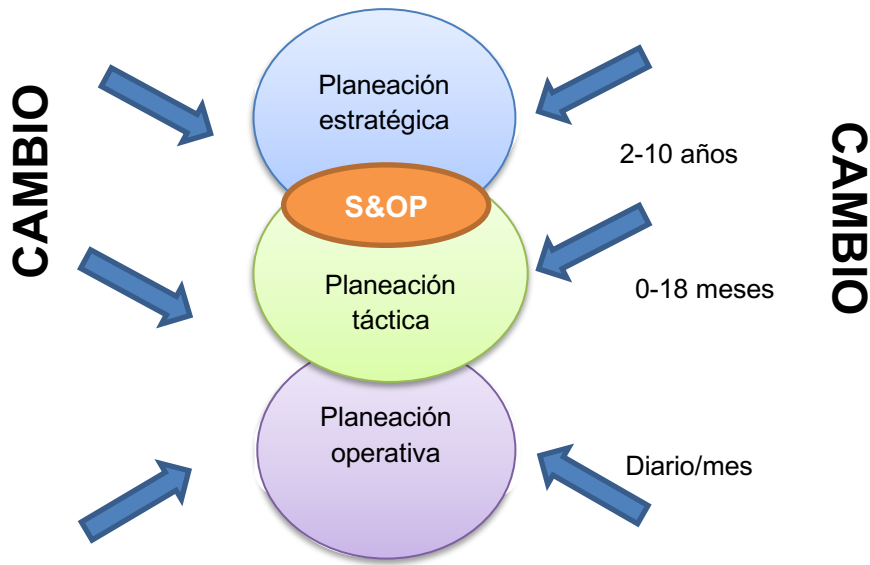 CAMBIO
Planeación
estratégica
2-10 años
CAMBIO
S&OP
Planeación
táctica
0-18 meses
Planeación
operativa
Diario/mes